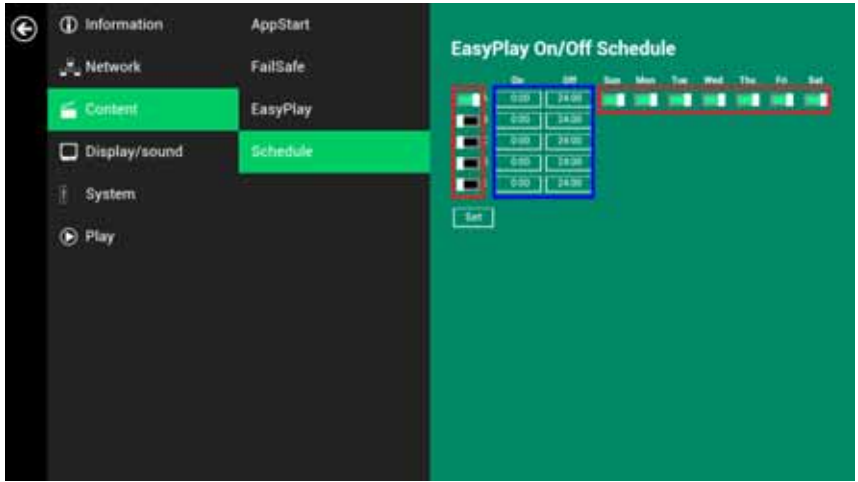 Information
Network
Content
Display/sound
System
Play
AppStart
FailSafe
EasyPlay
Schedule
EasyPlay On/Off Schedule
On Off Sun Mon Tue Wed Thu Fri Sat
0:00 24:00
0:00 24:00
0:00 24:00
0:00 24:00
0:00 24:00
Set